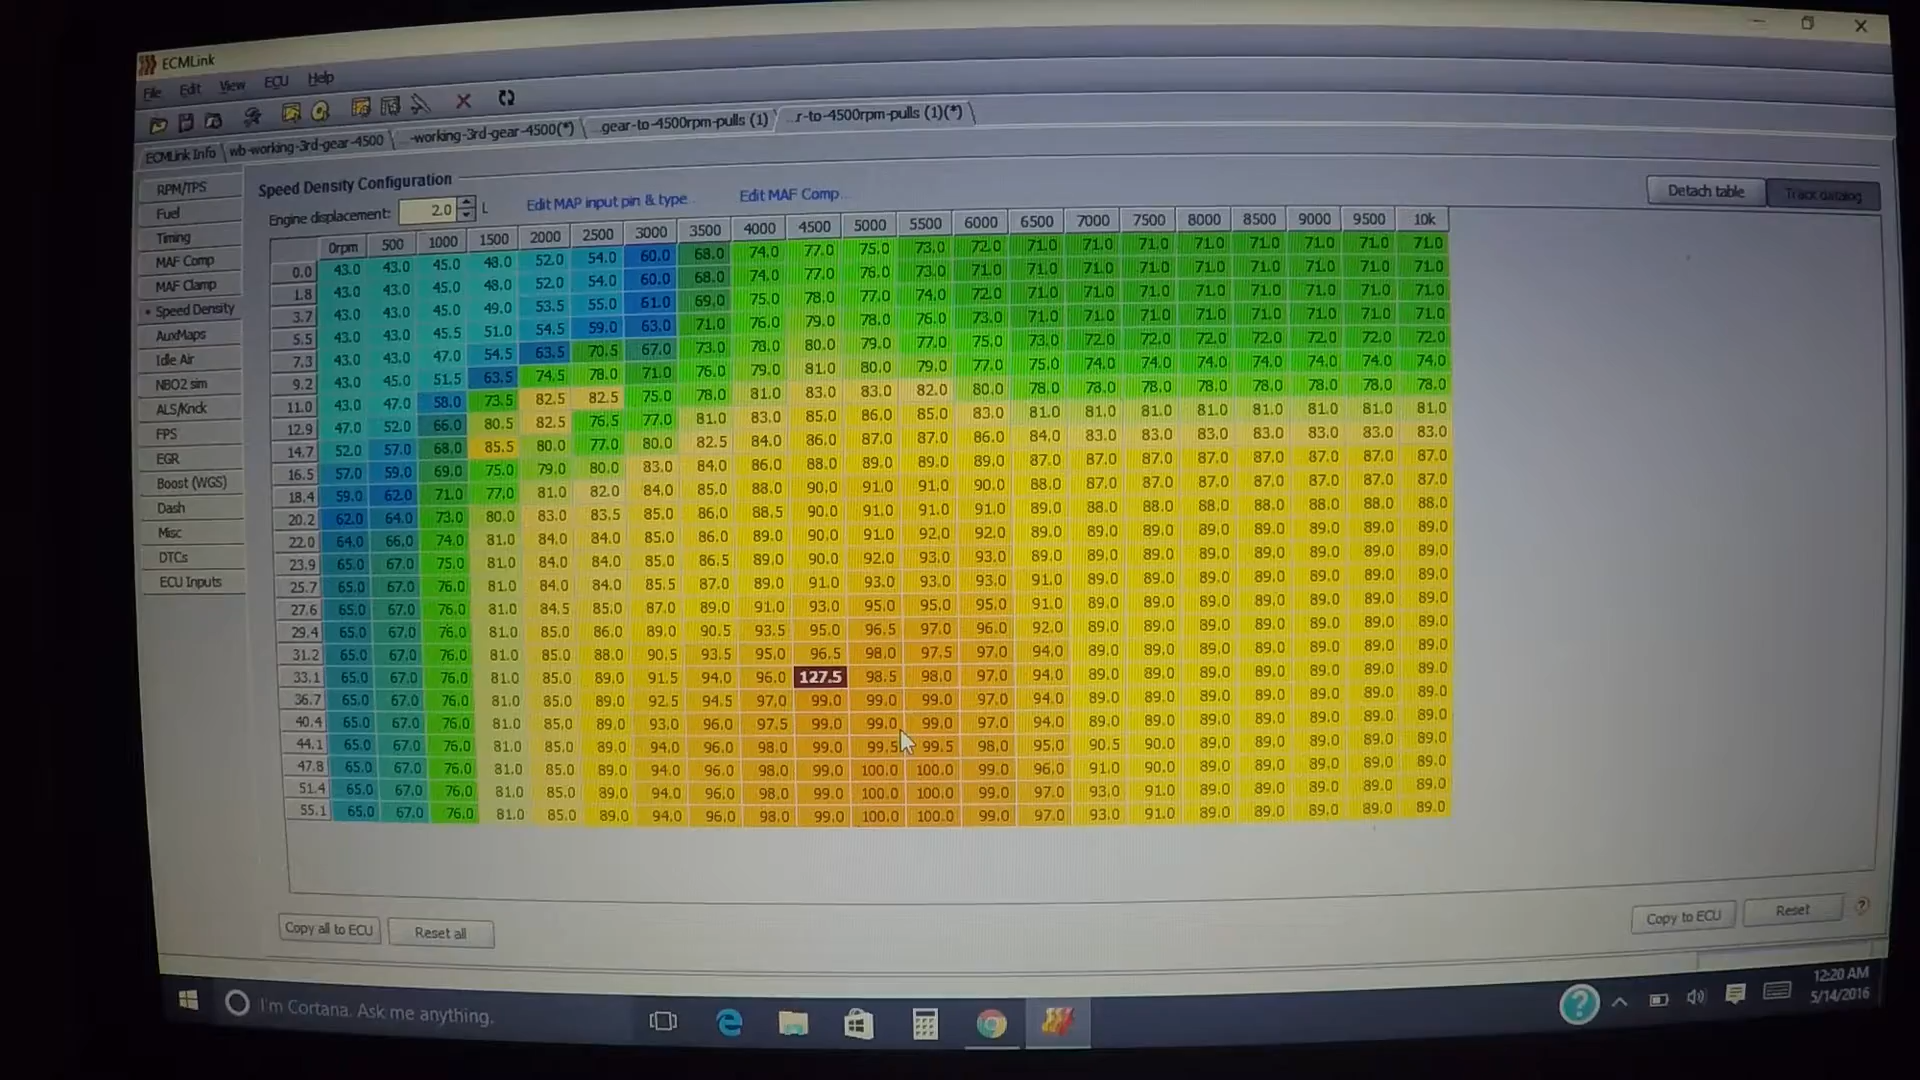 ECMLink
File Edit View ECU Help
ECMLink Info wb-working-3rd-gear-4500 ...-working-3rd-gear-4500(*) ...gear-to-4500rpm-pulls (1) ...r-to-4500rpm-pulls (1)(*)
RPM/TPS
Fuel
Timing
MAF Comp
MAF Clamp
• Speed Density
AuxMaps
Idle Air
NBO2 sim
ALS/Knck
FPS
EGR
Boost (WGS)
Dash
Misc
DTCs
ECU Inputs
Speed Density Configuration
Engine displacement: 2.0 L Edit MAP input pin & type... Edit MAF Comp...
Detach table Track datalog
0rpm 500 1000 1500 2000 2500 3000 3500 4000 4500 5000 5500 6000 6500 7000 7500 8000 8500 9000 9500 10k
0.0 43.0 43.0 45.0 48.0 52.0 54.0 60.0 68.0 74.0 77.0 75.0 73.0 72.0 71.0 71.0 71.0 71.0 71.0 71.0 71.0 71.0
1.8 43.0 43.0 45.0 48.0 52.0 54.0 60.0 68.0 74.0 77.0 76.0 73.0 72.0 71.0 71.0 71.0 71.0 71.0 71.0 71.0 71.0
3.7 43.0 43.0 45.0 49.0 53.5 55.0 61.0 69.0 75.0 78.0 77.0 74.0 72.0 71.0 71.0 71.0 71.0 71.0 71.0 71.0 71.0
5.5 43.0 43.0 45.5 51.0 54.5 59.0 63.0 71.0 76.0 79.0 78.0 76.0 73.0 71.0 71.0 71.0 71.0 71.0 71.0 71.0 71.0
7.3 43.0 43.0 47.0 54.5 63.5 70.5 67.0 73.0 78.0 80.0 79.0 77.0 75.0 73.0 72.0 72.0 72.0 72.0 72.0 72.0 72.0
9.2 43.0 45.0 51.5 63.5 74.5 78.0 71.0 76.0 79.0 81.0 80.0 79.0 77.0 75.0 74.0 74.0 74.0 74.0 74.0 74.0 74.0
11.0 43.0 47.0 58.0 73.5 82.5 82.5 75.0 78.0 81.0 83.0 83.0 82.0 80.0 78.0 78.0 78.0 78.0 78.0 78.0 78.0 78.0
12.9 47.0 52.0 66.0 80.5 82.5 76.5 77.0 81.0 83.0 85.0 86.0 85.0 83.0 81.0 81.0 81.0 81.0 81.0 81.0 81.0 81.0
14.7 52.0 57.0 68.0 85.5 80.0 77.0 80.0 82.5 84.0 86.0 87.0 87.0 86.0 84.0 83.0 83.0 83.0 83.0 83.0 83.0 83.0
16.5 57.0 59.0 69.0 75.0 79.0 80.0 83.0 84.0 86.0 88.0 89.0 89.0 89.0 87.0 87.0 87.0 87.0 87.0 87.0 87.0 87.0
18.4 59.0 62.0 71.0 77.0 81.0 82.0 84.0 85.0 88.0 90.0 91.0 91.0 90.0 88.0 87.0 87.0 87.0 87.0 87.0 87.0 87.0
20.2 62.0 64.0 73.0 80.0 83.0 83.5 85.0 86.0 88.5 90.0 91.0 91.0 91.0 89.0 88.0 88.0 88.0 88.0 88.0 88.0 88.0
22.0 64.0 66.0 74.0 81.0 84.0 84.0 85.0 86.0 89.0 90.0 91.0 92.0 92.0 89.0 89.0 89.0 89.0 89.0 89.0 89.0 89.0
23.9 65.0 67.0 75.0 81.0 84.0 84.0 85.0 86.5 89.0 90.0 92.0 93.0 93.0 89.0 89.0 89.0 89.0 89.0 89.0 89.0 89.0
25.7 65.0 67.0 76.0 81.0 84.0 84.0 85.5 87.0 89.0 91.0 93.0 93.0 93.0 91.0 89.0 89.0 89.0 89.0 89.0 89.0 89.0
27.6 65.0 67.0 76.0 81.0 84.5 85.0 87.0 89.0 91.0 93.0 95.0 95.0 95.0 91.0 89.0 89.0 89.0 89.0 89.0 89.0 89.0
29.4 65.0 67.0 76.0 81.0 85.0 86.0 89.0 90.5 93.5 95.0 96.5 97.0 96.0 92.0 89.0 89.0 89.0 89.0 89.0 89.0 89.0
31.2 65.0 67.0 76.0 81.0 85.0 88.0 90.5 93.5 95.0 96.5 98.0 97.5 97.0 94.0 89.0 89.0 89.0 89.0 89.0 89.0 89.0
33.1 65.0 67.0 76.0 81.0 85.0 89.0 91.5 94.0 96.0 127.5 98.5 98.0 97.0 94.0 89.0 89.0 89.0 89.0 89.0 89.0 89.0
36.7 65.0 67.0 76.0 81.0 85.0 89.0 92.5 94.5 97.0 99.0 99.0 99.0 97.0 94.0 89.0 89.0 89.0 89.0 89.0 89.0 89.0
40.4 65.0 67.0 76.0 81.0 85.0 89.0 93.0 96.0 97.5 99.0 99.0 99.0 97.0 94.0 89.0 89.0 89.0 89.0 89.0 89.0 89.0
44.1 65.0 67.0 76.0 81.0 85.0 89.0 94.0 96.0 98.0 99.0 99.5 99.5 98.0 95.0 90.5 90.0 89.0 89.0 89.0 89.0 89.0
47.8 65.0 67.0 76.0 81.0 85.0 89.0 94.0 96.0 98.0 99.0 100.0 100.0 99.0 96.0 91.0 90.0 89.0 89.0 89.0 89.0 89.0
51.4 65.0 67.0 76.0 81.0 85.0 89.0 94.0 96.0 98.0 99.0 100.0 100.0 99.0 97.0 93.0 91.0 89.0 89.0 89.0 89.0 89.0
55.1 65.0 67.0 76.0 81.0 85.0 89.0 94.0 96.0 98.0 99.0 100.0 100.0 99.0 97.0 93.0 91.0 89.0 89.0 89.0 89.0 89.0
Copy all to ECU Reset all Copy to ECU Reset ?
I'm Cortana. Ask me anything.
?
12:20 AM
5/14/2016